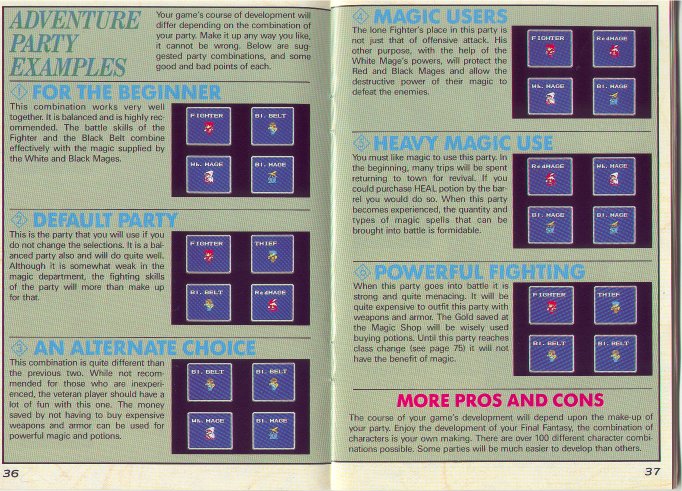 ADVENTURE
PARTY
EXAMPLES
Your game's course of development will
differ depending on the combination of
your party. Make it up any way you like,
it cannot be wrong. Below are sug-
gested party combinations, and some
good and bad points of each.
1 FOR THE BEGINNER
This combination works very well
together. It is balanced and is highly rec-
ommended. The battle skills of the
Fighter and the Black Belt combine
effectively with the magic supplied by
the White and Black Mages.
FIGHTER
Bl. BELT
Wh. MAGE
Bl. MAGE
2 DEFAULT PARTY
This is the party that you will use if you
do not change the selections. It is a bal-
anced party also and will do quite well.
Although it is somewhat weak in the
magic department, the fighting skills
of the party will more than make up
for that.
FIGHTER
THIEF
Bl. BELT
RedMAGE
3 AN ALTERNATE CHOICE
This combination is quite different than
the previous two. While not recom-
mended for those who are inexperi-
enced, the veteran player should have a
lot of fun with this one. The money
saved by not having to buy expensive
weapons and armor can be used for
powerful magic and potions.
Bl. BELT
Bl. BELT
Wh. MAGE
Bl. MAGE
36
4 MAGIC USERS
The lone Fighter's place in this party is
not just that of offensive attack. His
other purpose, with the help of the
White Mage's powers, will protect the
Red and Black Mages and allow the
destructive power of their magic to
defeat the enemies.
FIGHTER
RedMAGE
Wh. MAGE
Bl. MAGE
5 HEAVY MAGIC USE
You must like magic to use this party. In
the beginning, many trips will be spent
returning to town for revival. If you
could purchase HEAL potion by the bar-
rel you would do so. When this party
becomes experienced, the quantity and
types of magic spells that can be
brought into battle is formidable.
RedMAGE
Wh. MAGE
Bl. MAGE
Bl. MAGE
6 POWERFUL FIGHTING
When this party goes into battle it is
strong and quite menacing. It will be
quite expensive to outfit this party with
weapons and armor. The Gold saved at
the Magic Shop will be wisely used
buying potions. Until this party reaches
class change (see page 75) it will not
have the benefit of magic.
FIGHTER
THIEF
Bl. BELT
Bl. BELT
MORE PROS AND CONS
The course of your game's development will depend upon the make-up of
your party. Enjoy the development of your Final Fantasy, the combination of
characters is your own making. There are over 100 different character combi-
nations possible. Some parties will be much easier to develop than others.
37